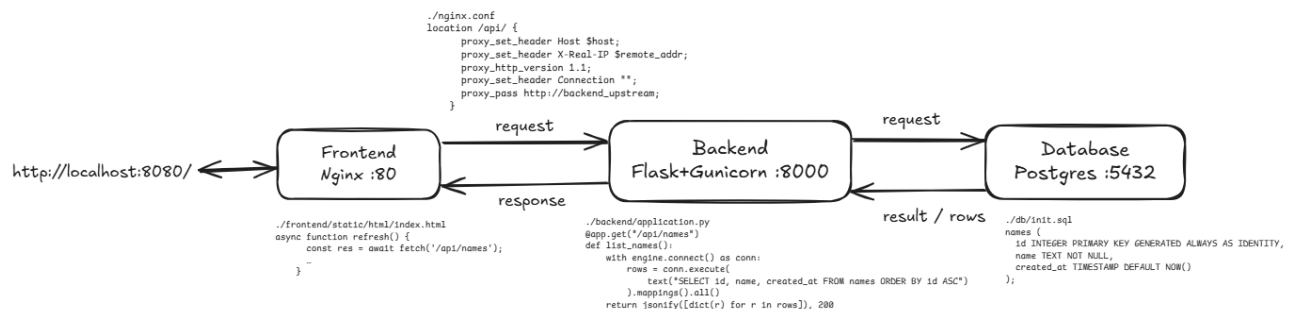 ./nginx.conf
location /api/ {
proxy_set_header Host $host;
proxy_set_header X-Real-IP $remote_addr;
proxy_http_version 1.1;
proxy_set_header Connection "";
proxy_pass http://backend_upstream;
}
http://localhost:8080/
Frontend
Nginx :80
request
response
Backend
Flask+Gunicorn :8000
request
result / rows
Database
Postgres :5432
./frontend/static/html/index.html
async function refresh() {
const res = await fetch('/api/names');
…
}
./backend/application.py
@app.get("/api/names")
def list_names():
with engine.connect() as conn:
rows = conn.execute(
text("SELECT id, name, created_at FROM names ORDER BY id ASC")
).mappings().all()
return jsonify([dict(r) for r in rows]), 200
./db/init.sql
names (
id INTEGER PRIMARY KEY GENERATED ALWAYS AS IDENTITY,
name TEXT NOT NULL,
created_at TIMESTAMP DEFAULT NOW()
);